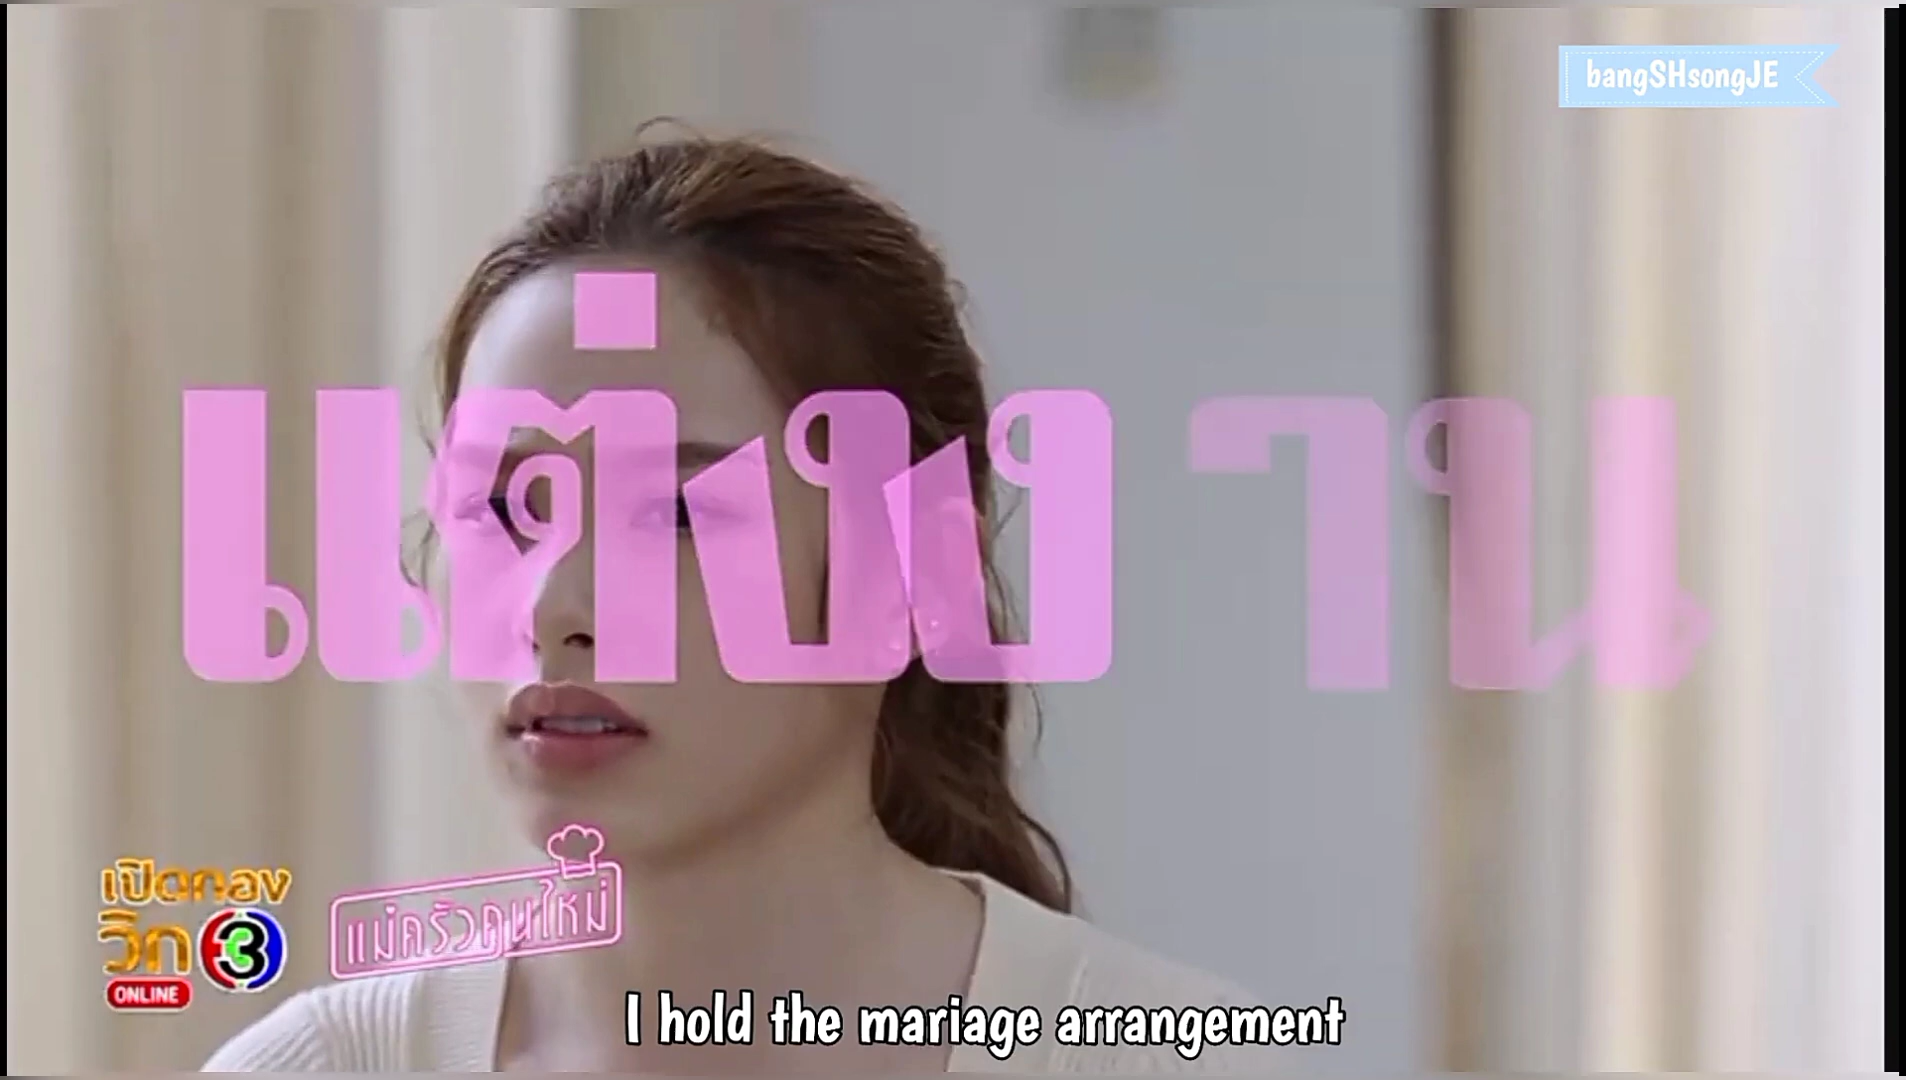 bangSHsongJE
แต่งงาน
เปิดกอง
วิก 3
ONLINE
แม่ครัวคนใหม่
I hold the mariage arrangement